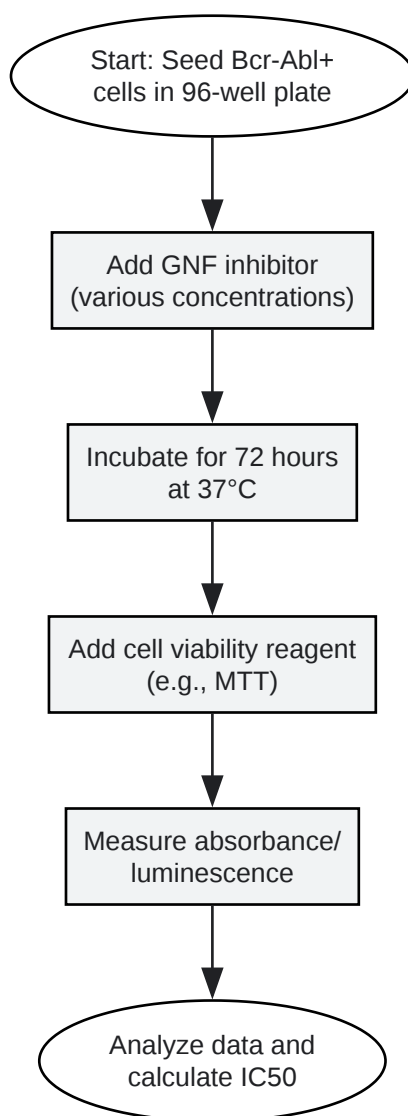 Start: Seed Bcr-Abl+
cells in 96-well plate
Add GNF inhibitor
(various concentrations)
Incubate for 72 hours
at 37°C
Add cell viability reagent
(e.g., MTT)
Measure absorbance/
luminescence
Analyze data and
calculate IC50